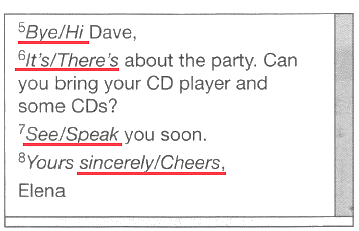 5Bye/Hi Dave,
6It's/There's about the party. Can
you bring your CD player and
some CDs?
7See/Speak you soon.
8Yours sincerely/Cheers,
Elena